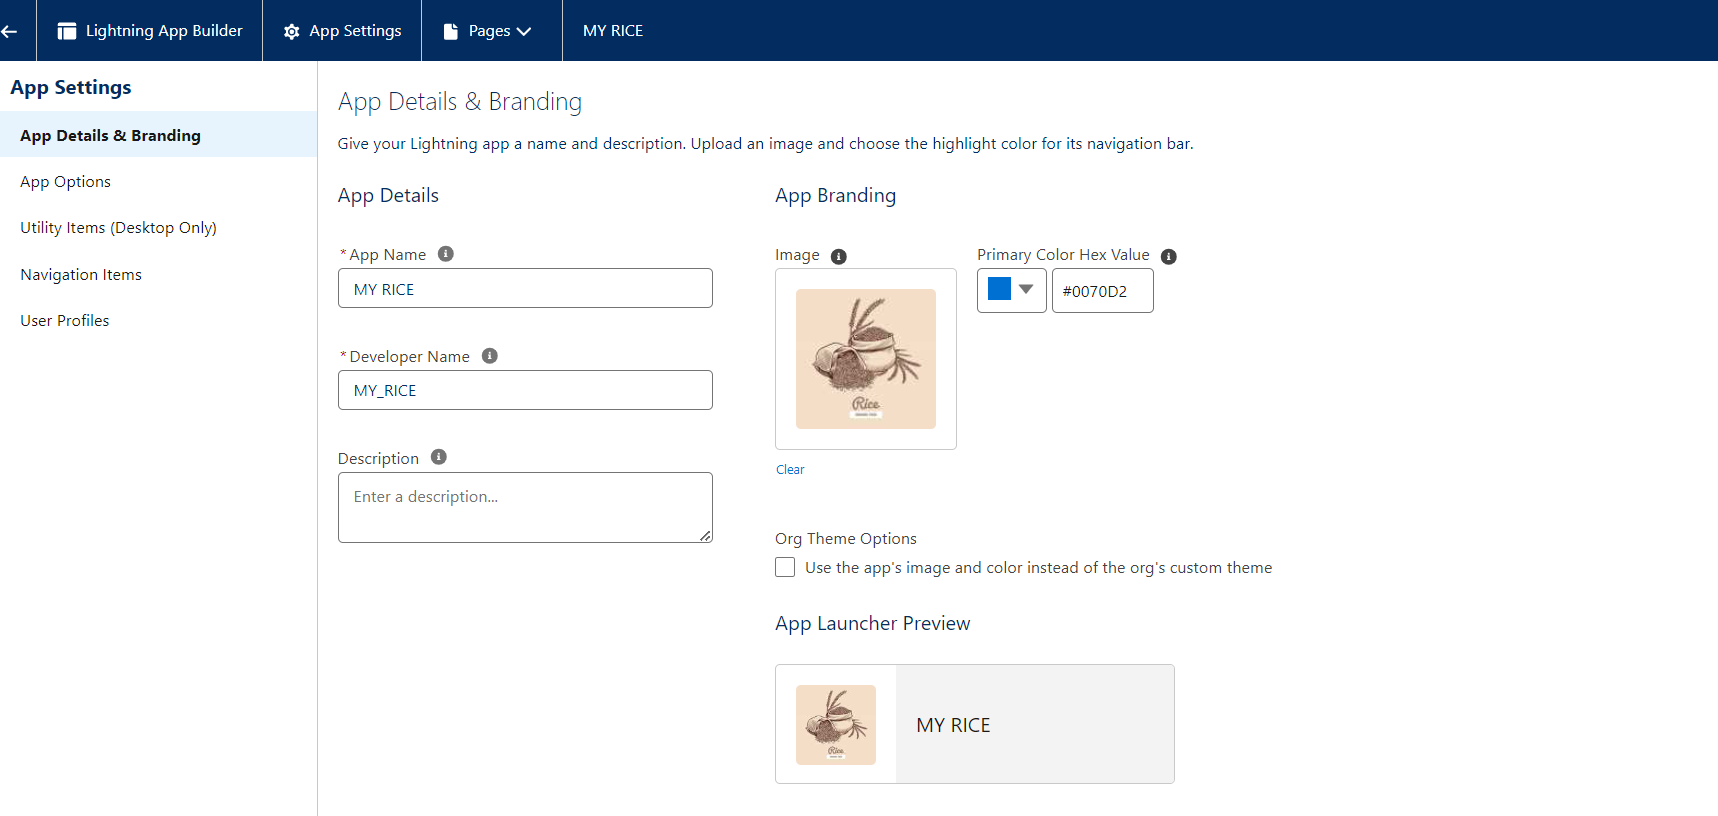 Lightning App Builder
App Settings
Pages
MY RICE
App Settings
App Details & Branding
App Options
Utility Items (Desktop Only)
Navigation Items
User Profiles
App Details & Branding
Give your Lightning app a name and description. Upload an image and choose the highlight color for its navigation bar.
App Details
* App Name
MY RICE
* Developer Name
MY_RICE
Description
Enter a description...
App Branding
Image
Rice
Clear
Primary Color Hex Value
#0070D2
Org Theme Options
Use the app's image and color instead of the org's custom theme
App Launcher Preview
Rice
MY RICE